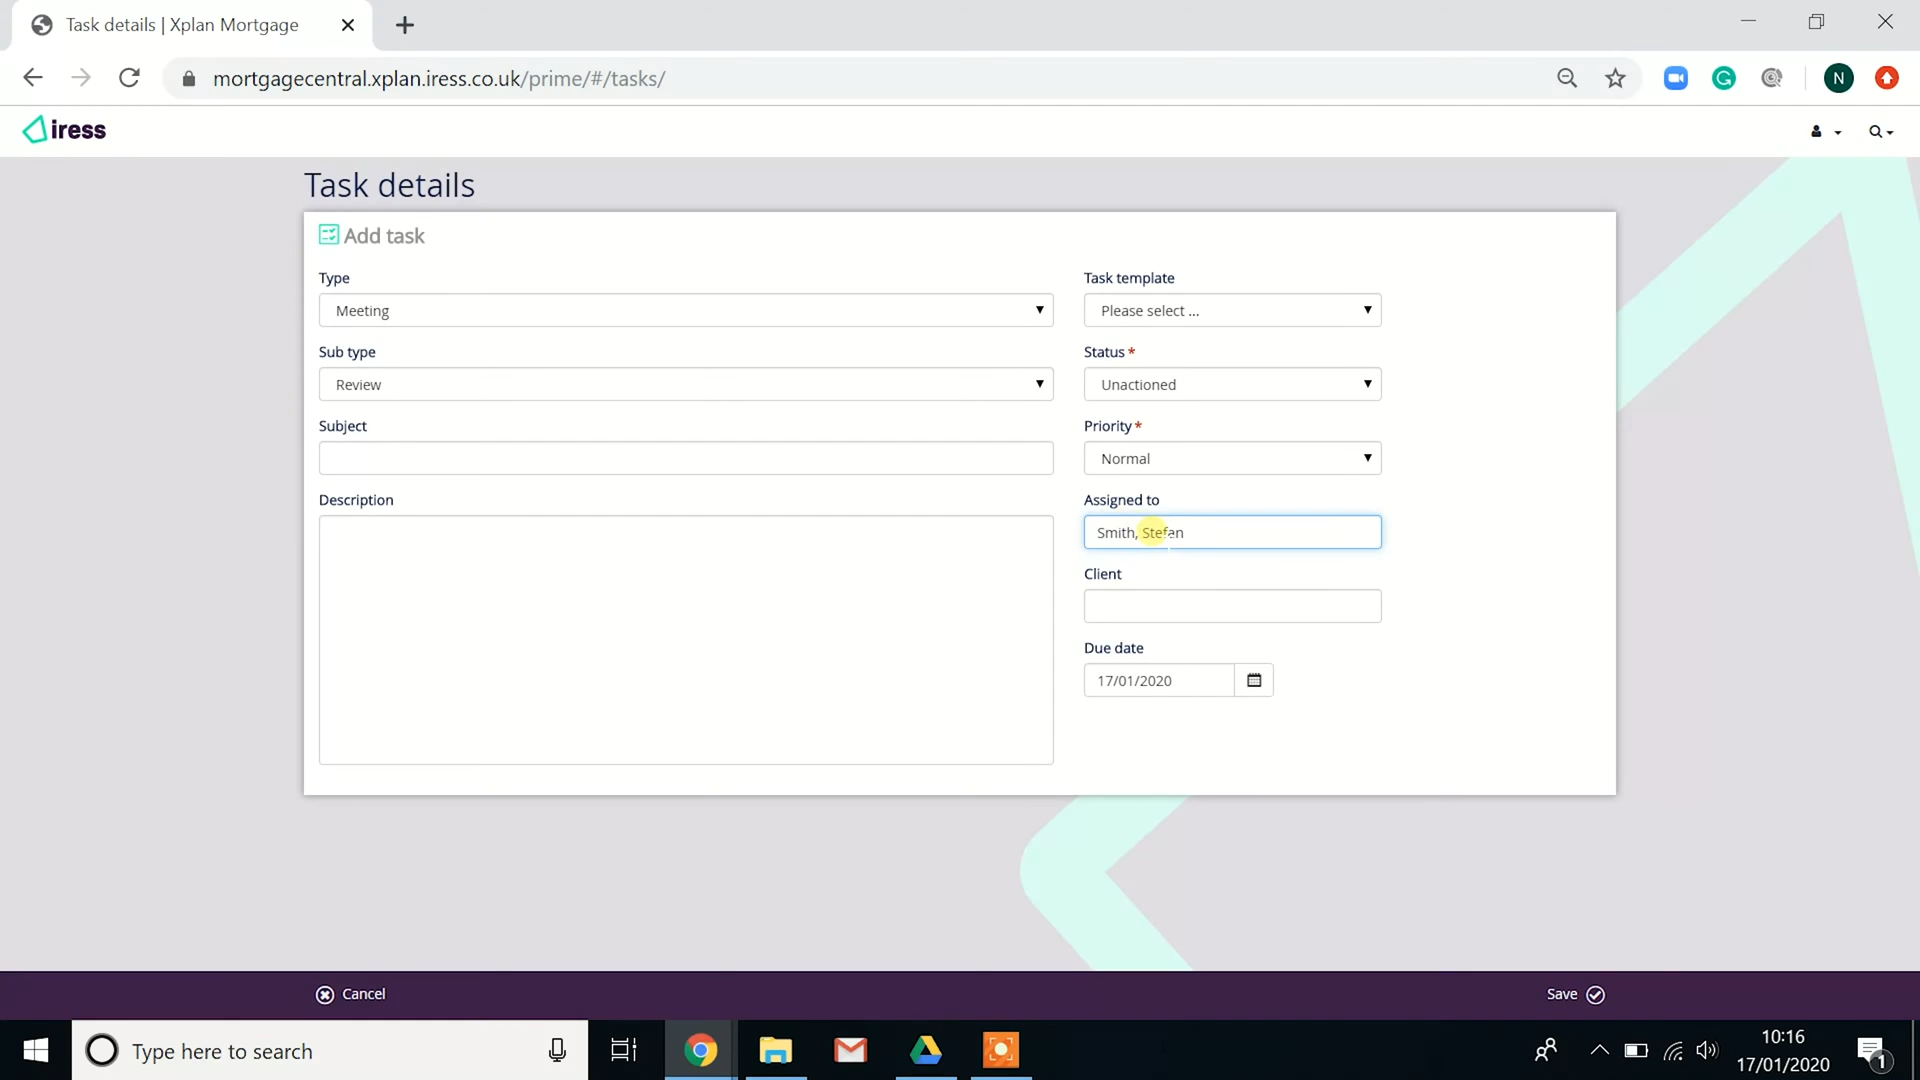 Task details | Xplan Mortgage
mortgagecentral.xplan.iress.co.uk/prime/#/tasks/
N
iress
Task details
Add task
Type
Meeting
Sub type
Review
Subject
Description
Task template
Please select ...
Status *
Unactioned
Priority *
Normal
Assigned to
Smith, Stefan
Client
Due date
17/01/2020
Cancel
Save
Type here to search
10:16
17/01/2020
1